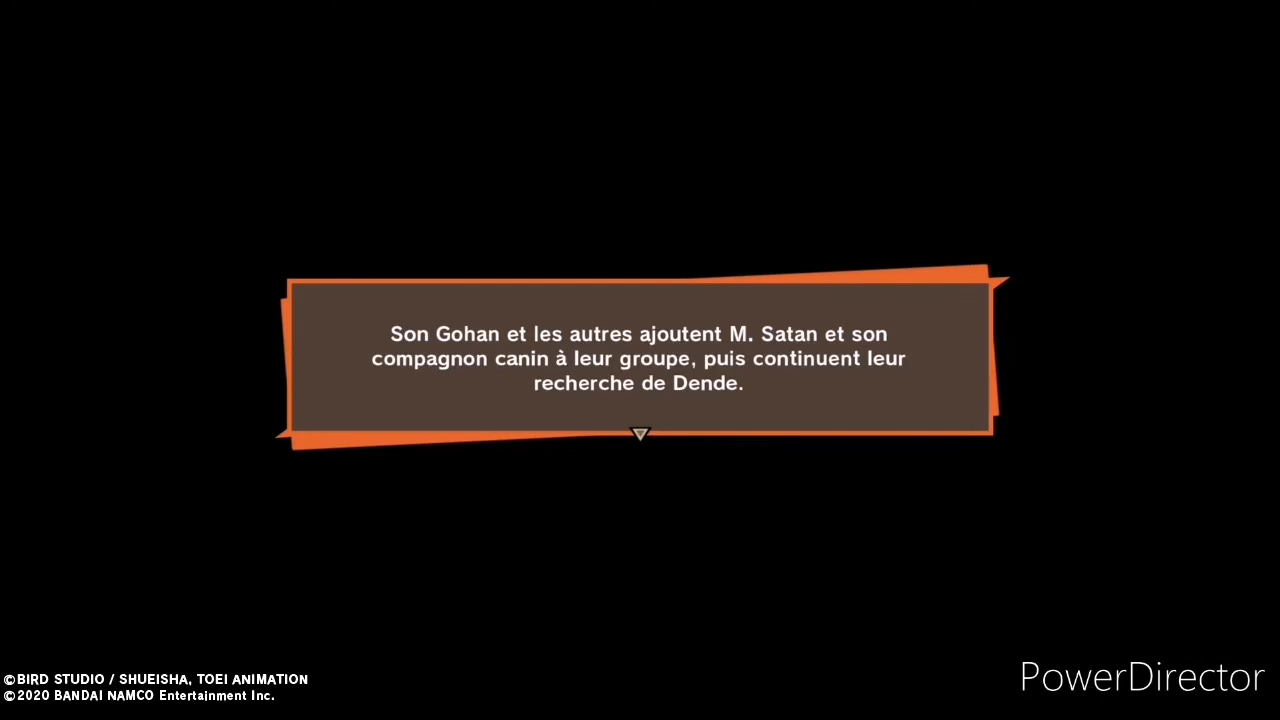 Son Gohan et les autres ajoutent M. Satan et son
compagnon canin à leur groupe, puis continuent leur
recherche de Dende.
©BIRD STUDIO / SHUEISHA, TOEI ANIMATION
©2020 BANDAI NAMCO Entertainment Inc.
PowerDirector